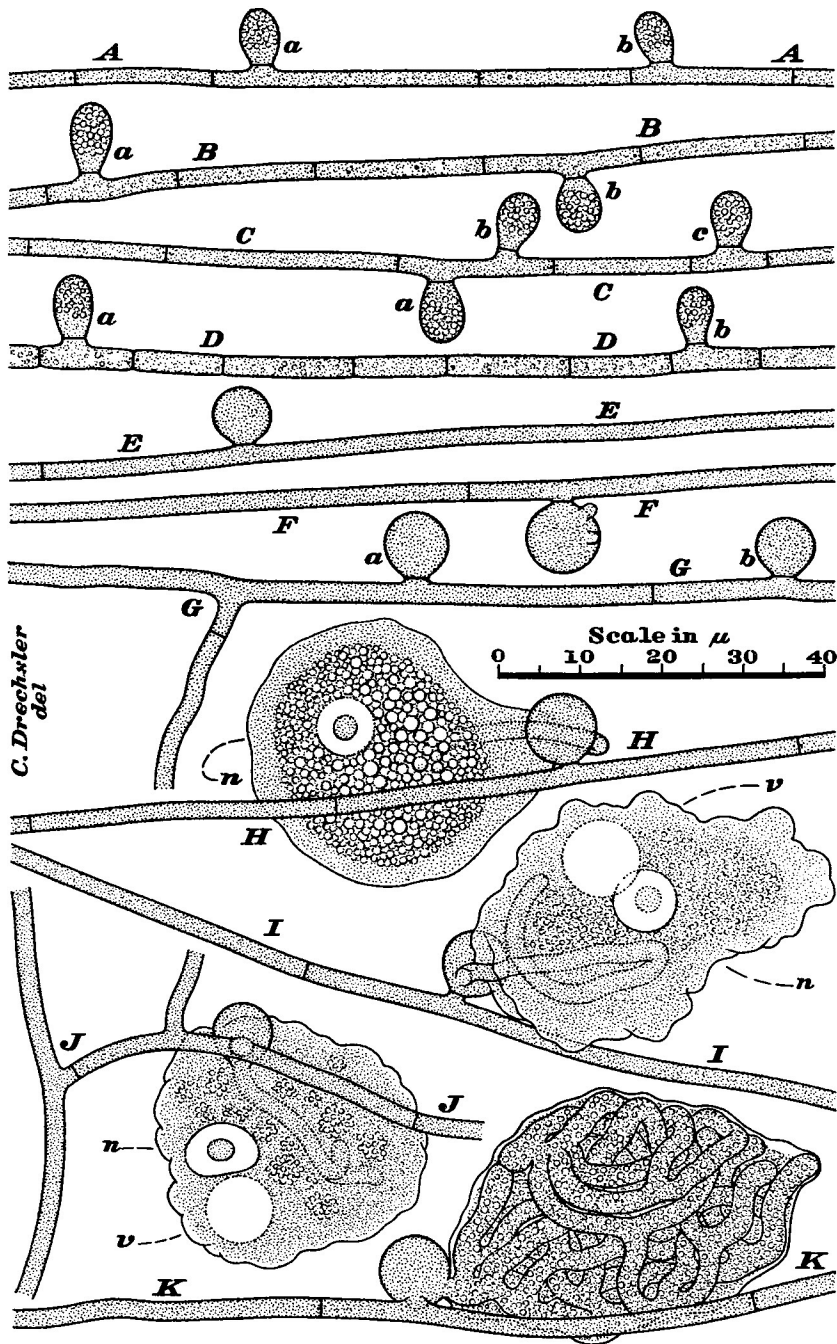 A a b A
a B B b
C b c
a C
a D D b
E E
F F
a G b
G
C. Drechsler
del
Scale in μ
0 10 20 30 40
n H
H v
I n
J I
n J
v
K K